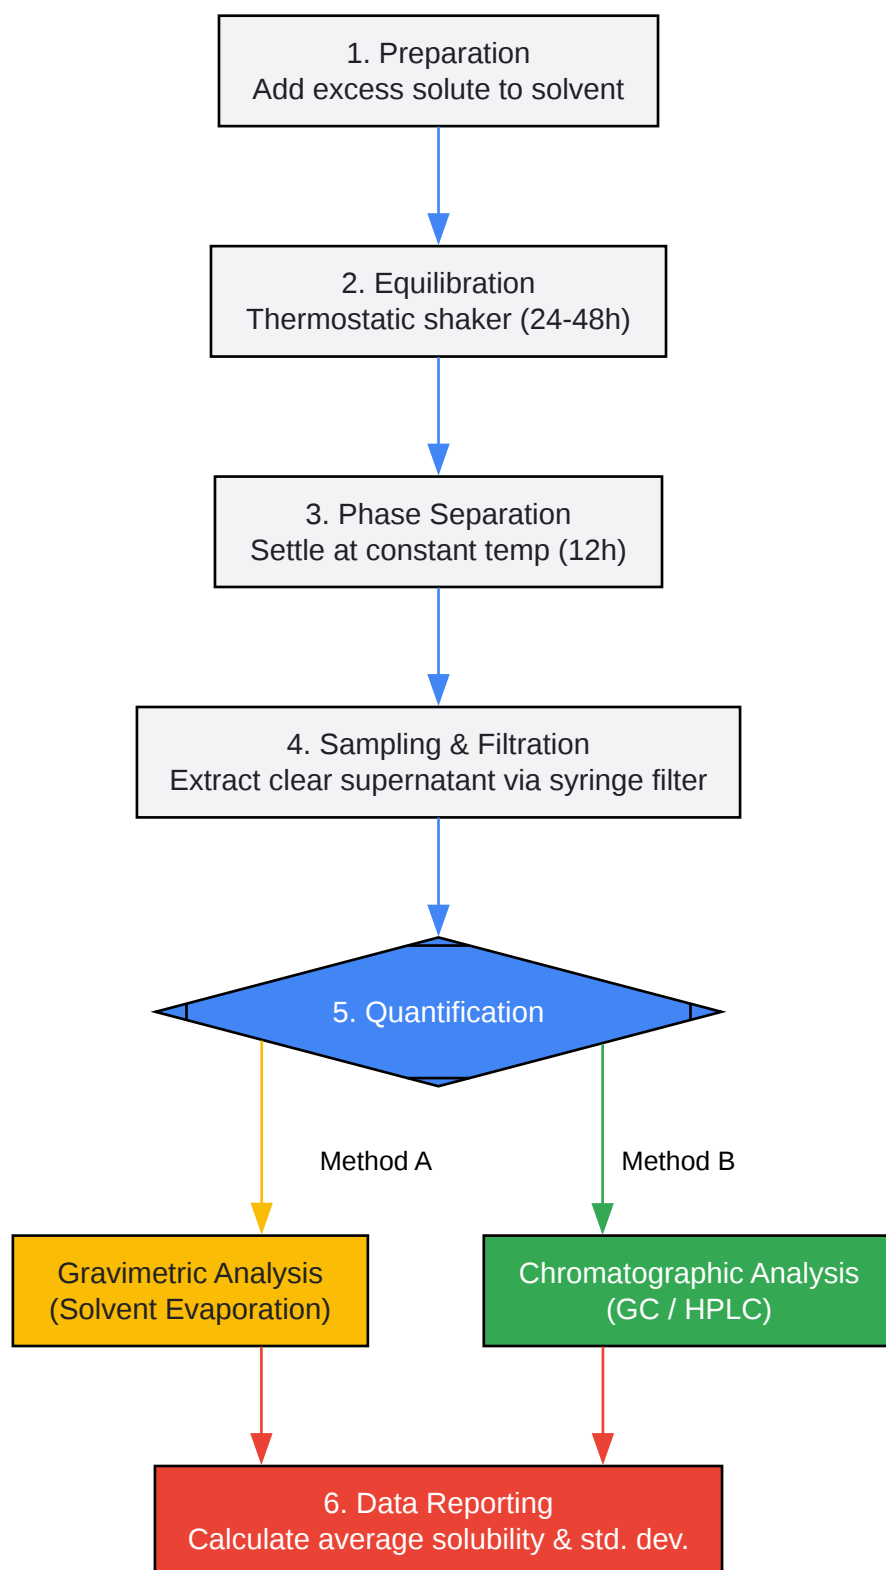 1. Preparation
Add excess solute to solvent
2. Equilibration
Thermostatic shaker (24-48h)
3. Phase Separation
Settle at constant temp (12h)
4. Sampling & Filtration
Extract clear supernatant via syringe filter
5. Quantification
Method A
Method B
Gravimetric Analysis
(Solvent Evaporation)
Chromatographic Analysis
(GC / HPLC)
6. Data Reporting
Calculate average solubility & std. dev.